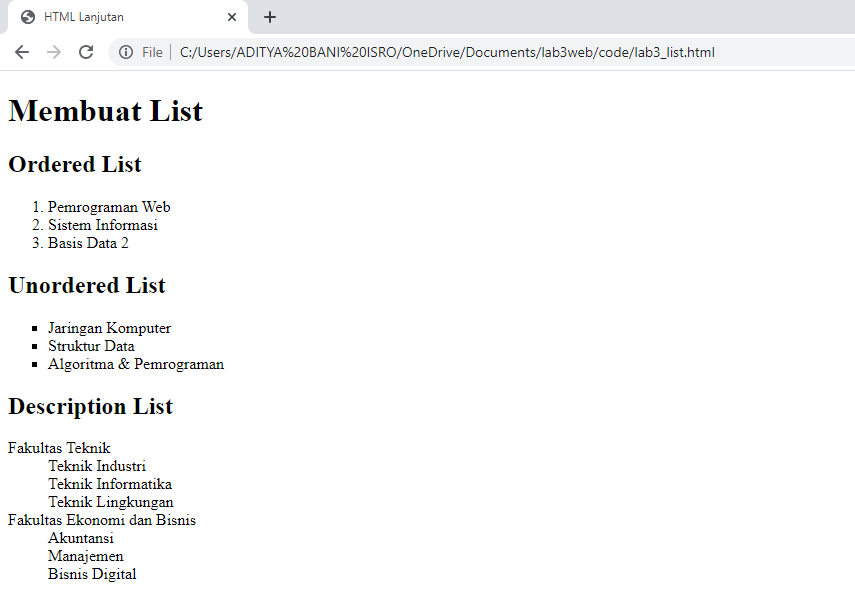 HTML Lanjutan
File | C:/Users/ADITYA%20BANI%20ISRO/OneDrive/Documents/lab3web/code/lab3_list.html
Membuat List
Ordered List
1. Pemrograman Web
2. Sistem Informasi
3. Basis Data 2
Unordered List
▪ Jaringan Komputer
▪ Struktur Data
▪ Algoritma & Pemrograman
Description List
Fakultas Teknik
Teknik Industri
Teknik Informatika
Teknik Lingkungan
Fakultas Ekonomi dan Bisnis
Akuntansi
Manajemen
Bisnis Digital